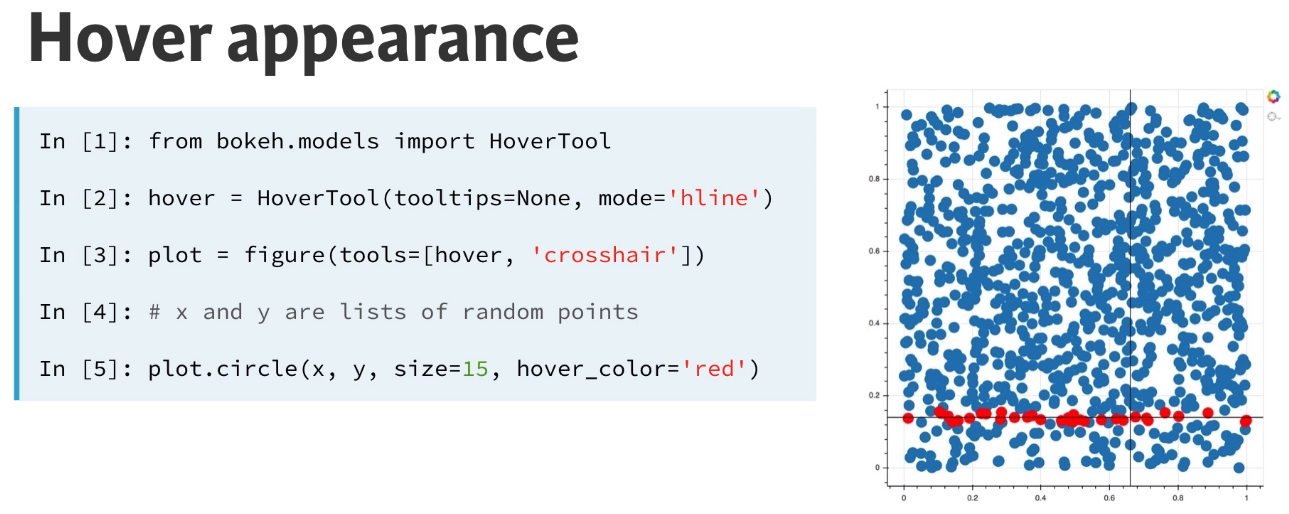 Hover appearance
In [1]: from bokeh.models import HoverTool
In [2]: hover = HoverTool(tooltips=None, mode='hline')
In [3]: plot = figure(tools=[hover, 'crosshair'])
In [4]: # x and y are lists of random points
In [5]: plot.circle(x, y, size=15, hover_color='red')
1
0.8
0.6
0.4
0.2
0
0 0.2 0.4 0.6 0.8 1